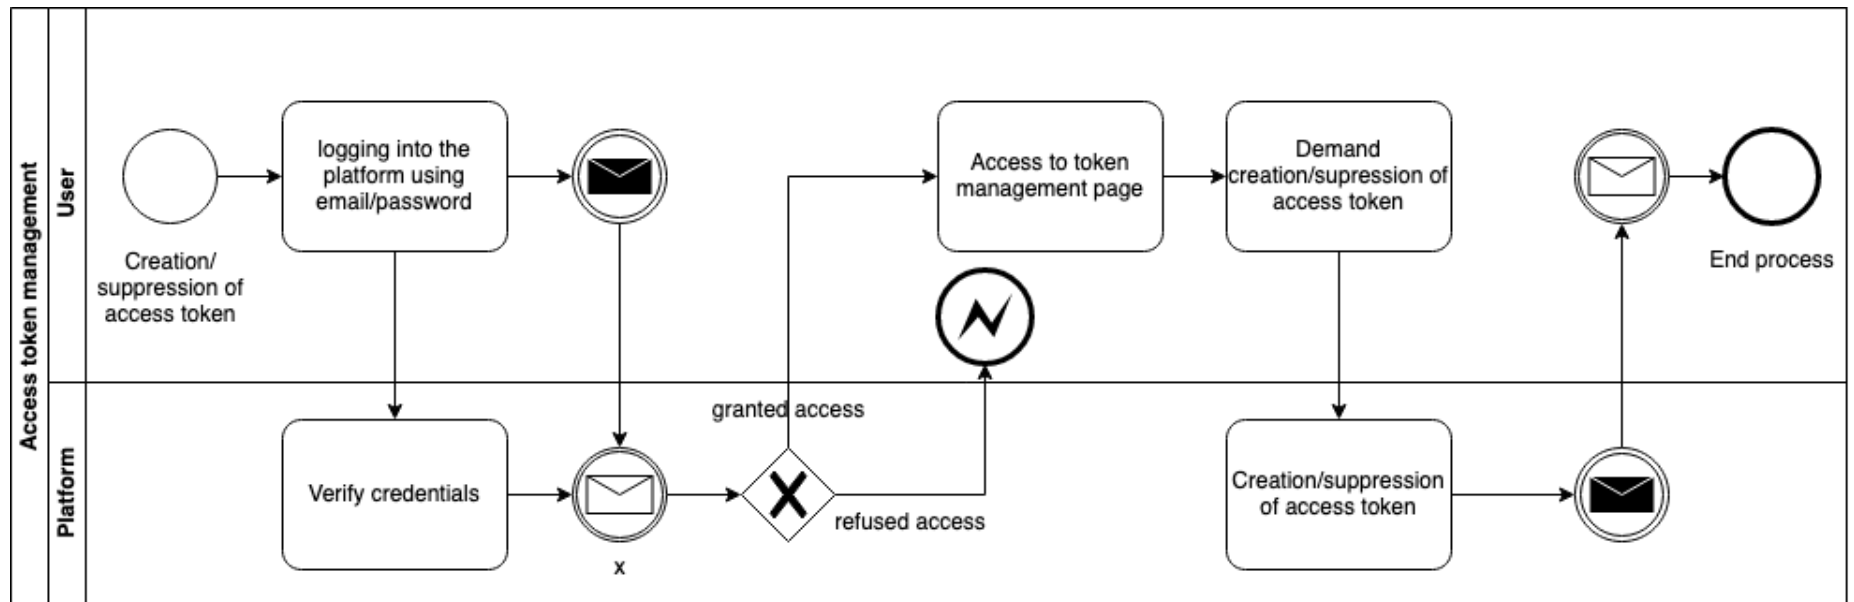 Access token management
User
Platform
Creation/
suppression of
access token
logging into the
platform using
email/password
Access to token
management page
Demand
creation/supression of
access token
End process
granted access
Verify credentials
x
refused access
Creation/suppression
of access token